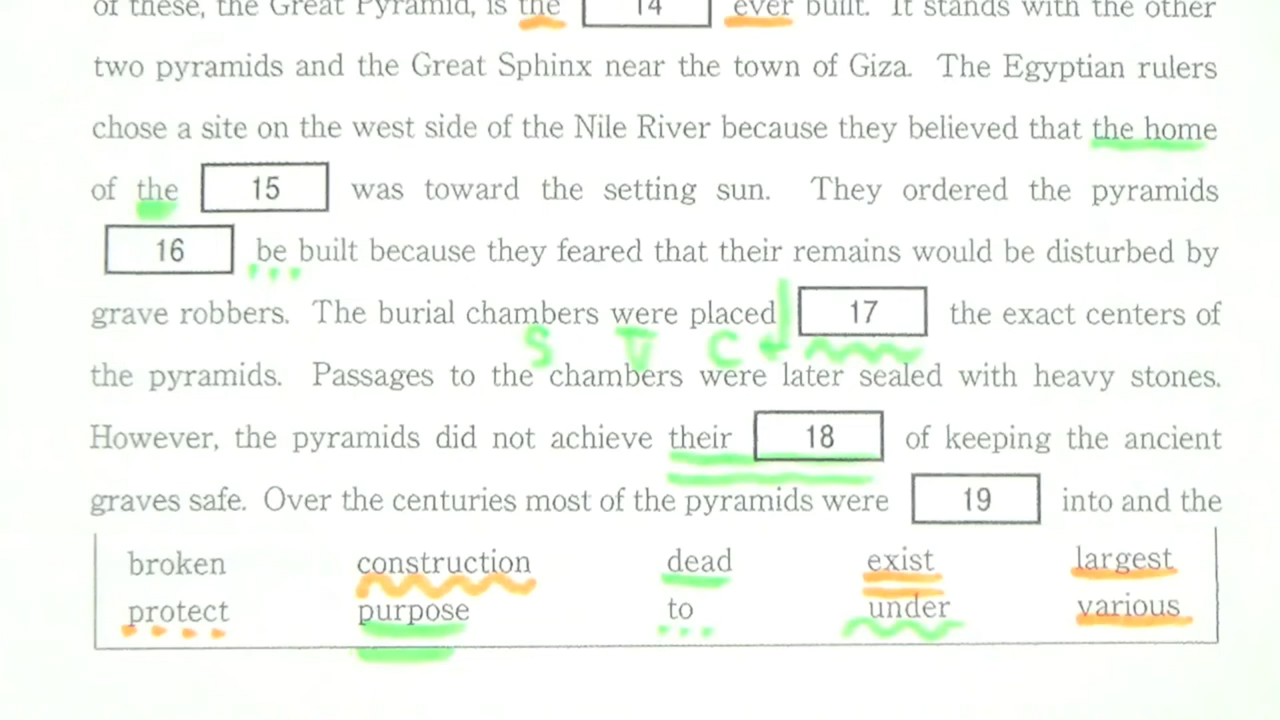 of these, the Great Pyramid, is the 14 ever built. It stands with the other
two pyramids and the Great Sphinx near the town of Giza. The Egyptian rulers
chose a site on the west side of the Nile River because they believed that the home
of the 15 was toward the setting sun. They ordered the pyramids
16 be built because they feared that their remains would be disturbed by
grave robbers. The burial chambers were placed 17 the exact centers of
S V C
the pyramids. Passages to the chambers were later sealed with heavy stones.
However, the pyramids did not achieve their 18 of keeping the ancient
graves safe. Over the centuries most of the pyramids were 19 into and the
broken construction dead exist largest
protect purpose to under various